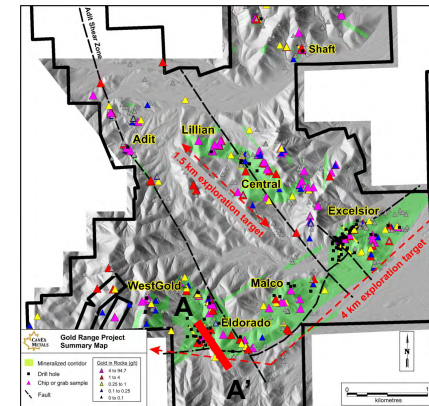 Adit Shear Zone
Shaft
Lillian
Adit
Central
1.5 km exploration target
Excelsior
WestGold
Malco
4 km exploration target
A
Eldorado
A'
CANEX
METALS
Gold Range Project
Summary Map
Mineralized corridor
Drill hole
Chip or grab sample
Fault
Gold in Rocks (g/t)
4 to 94.7
1 to 4
0.25 to 1
0.1 to 0.25
0 to 0.1
N
0
kilometres